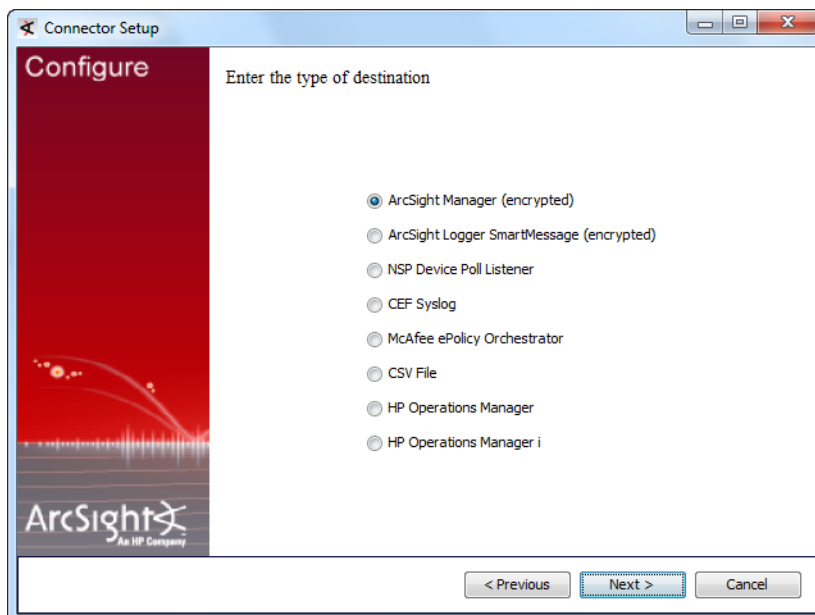 Connector Setup
Configure
Enter the type of destination
ArcSight Manager (encrypted)
ArcSight Logger SmartMessage (encrypted)
NSP Device Poll Listener
CEF Syslog
McAfee ePolicy Orchestrator
CSV File
HP Operations Manager
HP Operations Manager i
ArcSight
An HP Company
< Previous
Next >
Cancel